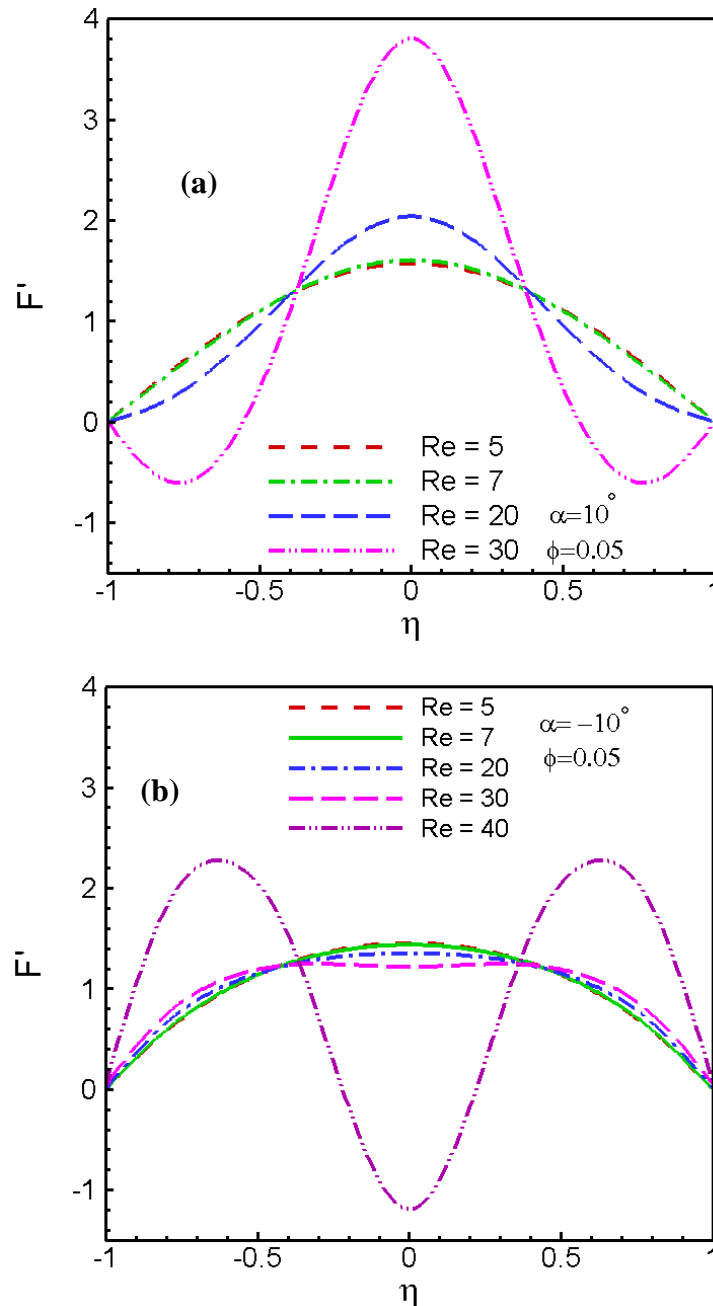 4
3
2
1
0
-1
F'
(a)
Re = 5
Re = 7
Re = 20 α=10°
Re = 30 ϕ=0.05
-1 -0.5 0 0.5 1
η
4
3
2
1
0
-1
F'
(b)
Re = 5 α= −10°
Re = 7 ϕ=0.05
Re = 20
Re = 30
Re = 40
-1 -0.5 0 0.5 1
η